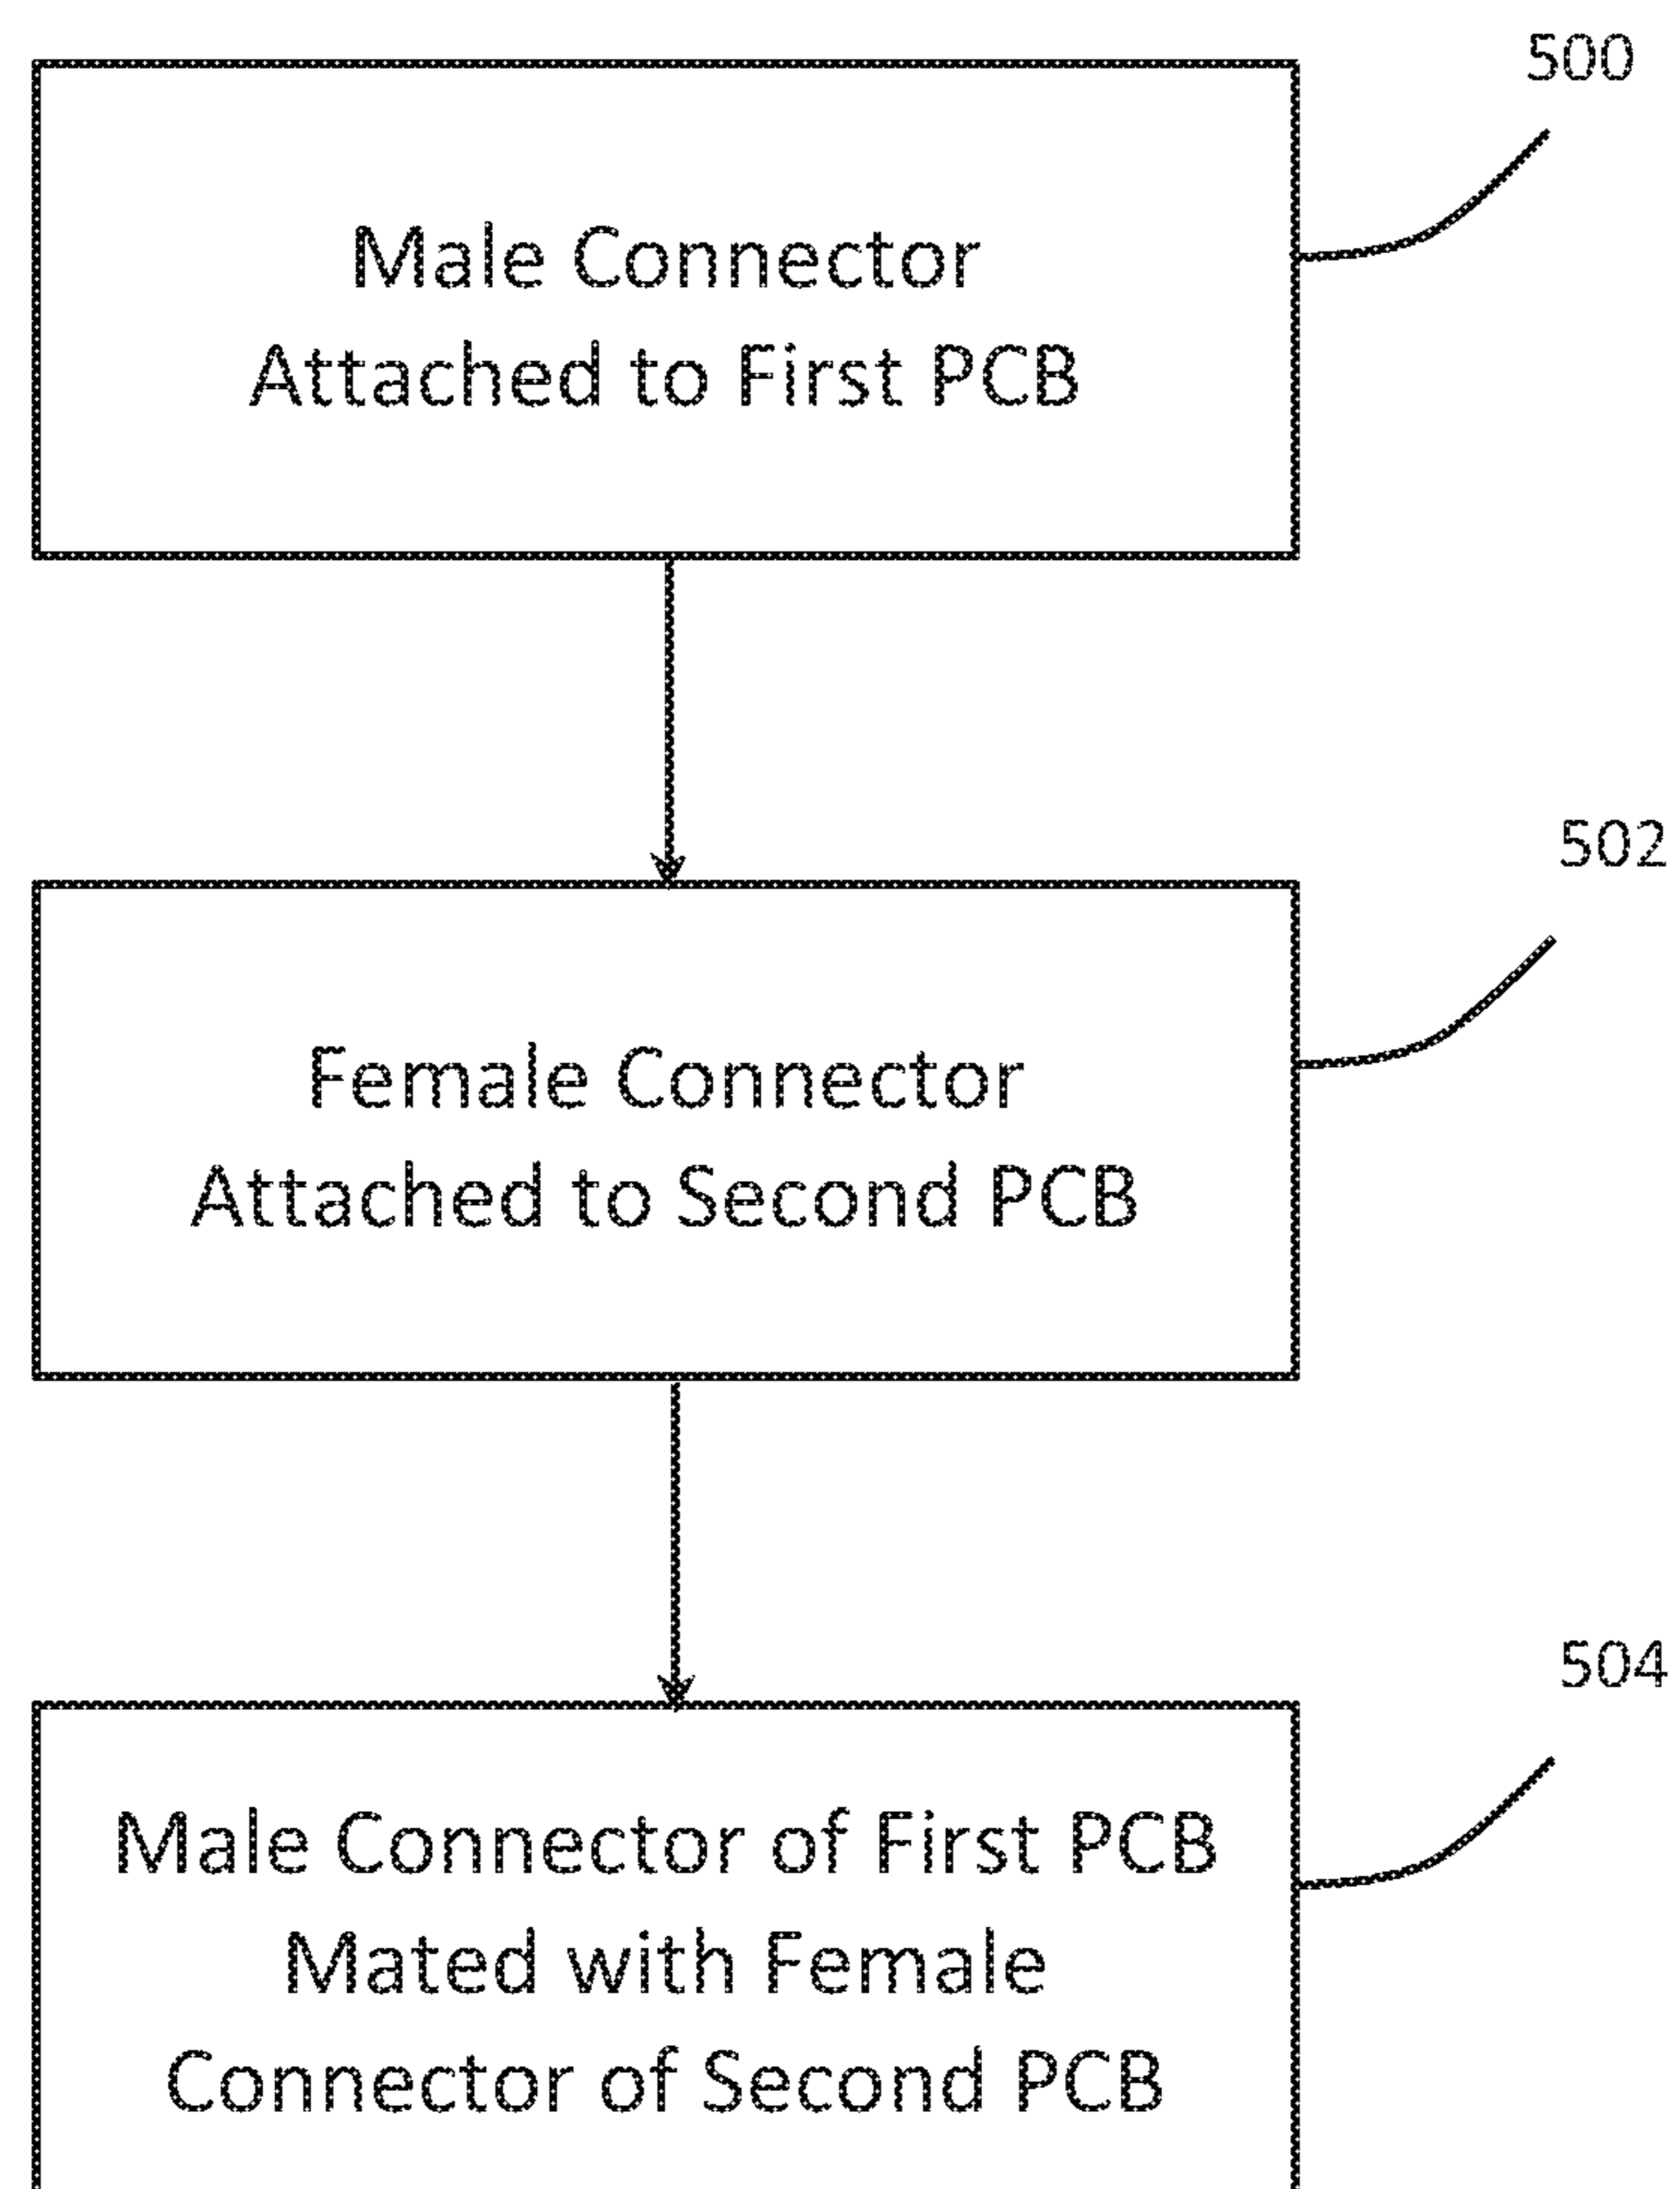 500
Male Connector
Attached to First PCB
502
Female Connector
Attached to Second PCB
504
Male Connector of First PCB
Mated with Female
Connector of Second PCB